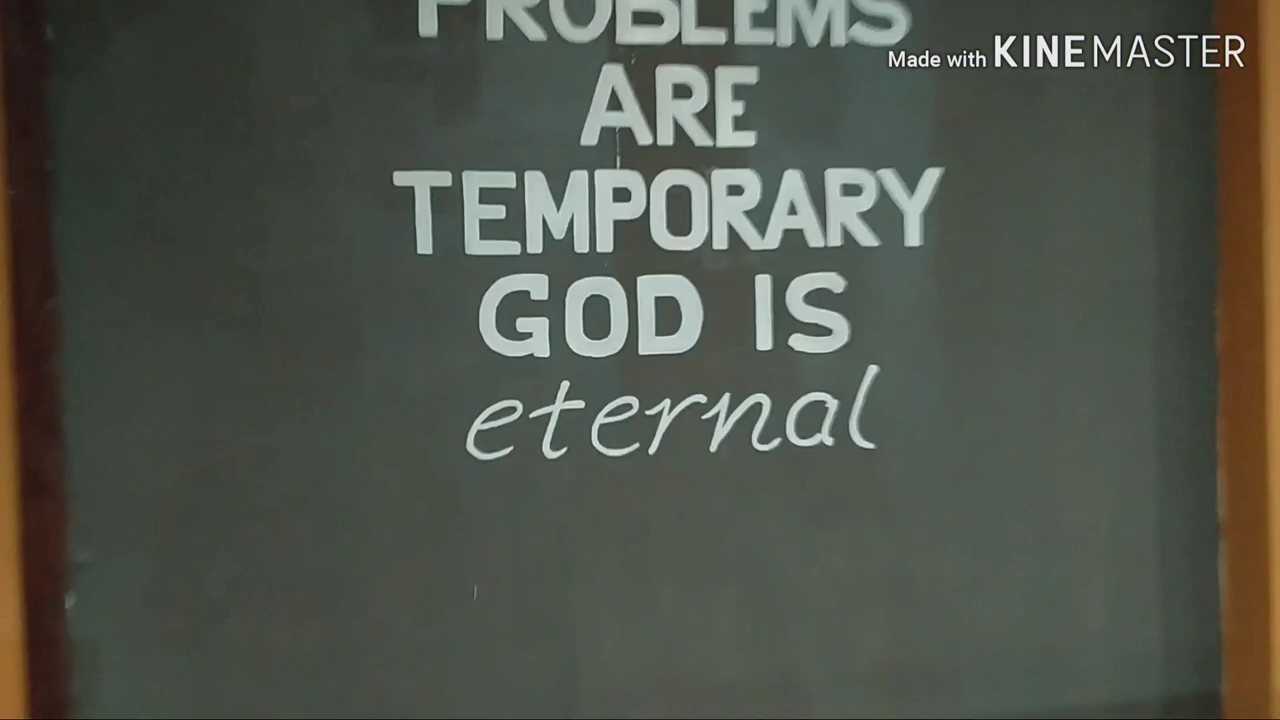 PROBLEMS
Made with KINEMASTER
ARE
TEMPORARY
GOD IS
eternal